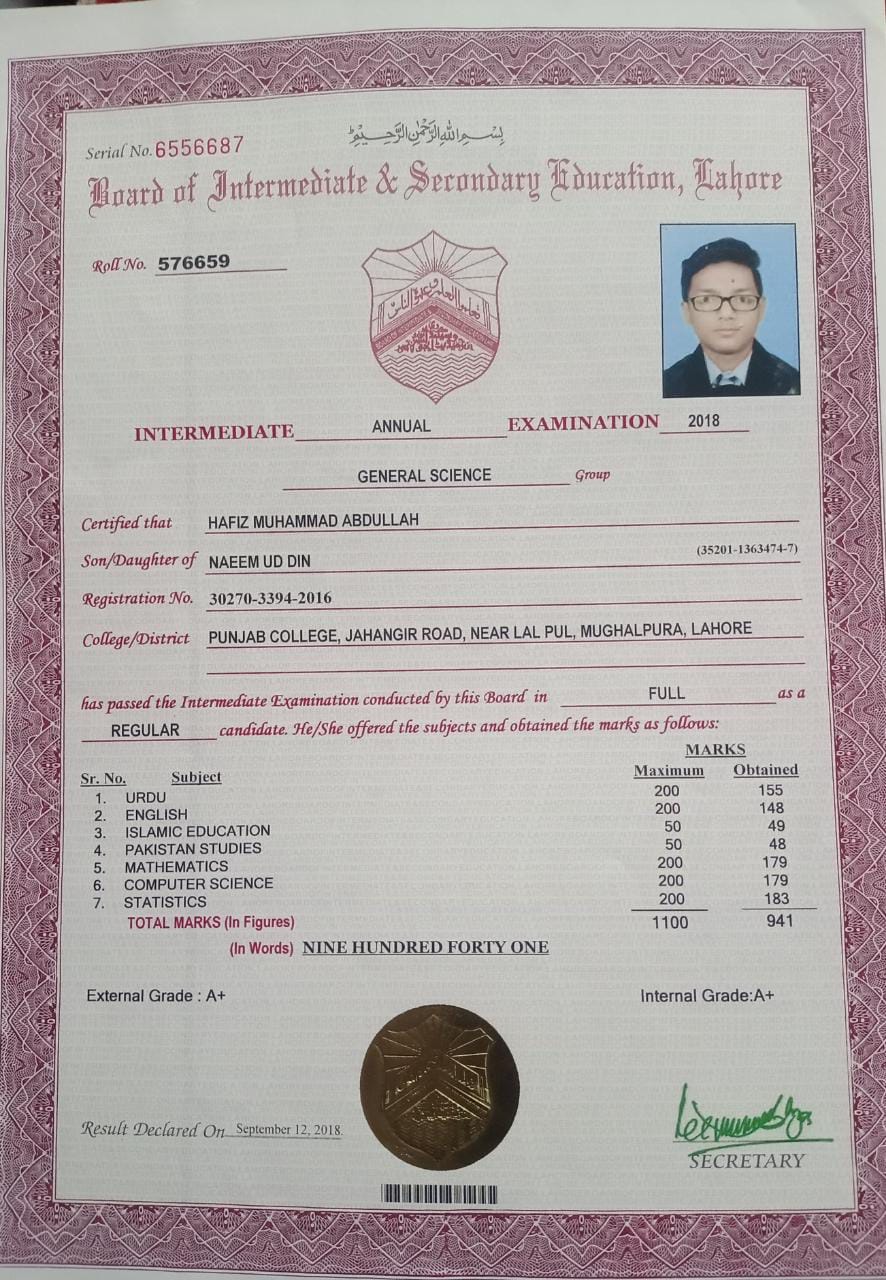 بِسْمِ اللهِ الرَّحْمٰنِ الرَّحِيْمِ
Serial No. 6556687
Board of Intermediate & Secondary Education, Lahore
Roll No. 576659
INTERMEDIATE ANNUAL EXAMINATION 2018
GENERAL SCIENCE Group
Certified that HAFIZ MUHAMMAD ABDULLAH
Son/Daughter of NAEEM UD DIN (35201-1363474-7)
Registration No. 30270-3394-2016
College/District PUNJAB COLLEGE, JAHANGIR ROAD, NEAR LAL PUL, MUGHALPURA, LAHORE
has passed the Intermediate Examination conducted by this Board in FULL as a
REGULAR candidate. He/She offered the subjects and obtained the marks as follows:
MARKS
Sr. No. Subject Maximum Obtained
1. URDU 200 155
2. ENGLISH 200 148
3. ISLAMIC EDUCATION 50 49
4. PAKISTAN STUDIES 50 48
5. MATHEMATICS 200 179
6. COMPUTER SCIENCE 200 179
7. STATISTICS 200 183
TOTAL MARKS (In Figures) 1100 941
(In Words) NINE HUNDRED FORTY ONE
External Grade : A+ Internal Grade:A+
Result Declared On September 12, 2018.
SECRETARY